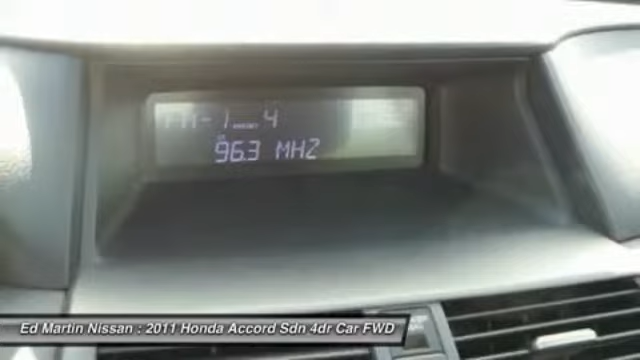 FM-1 4
96.3 MHZ
Ed Martin Nissan : 2011 Honda Accord Sdn 4dr Car FWD